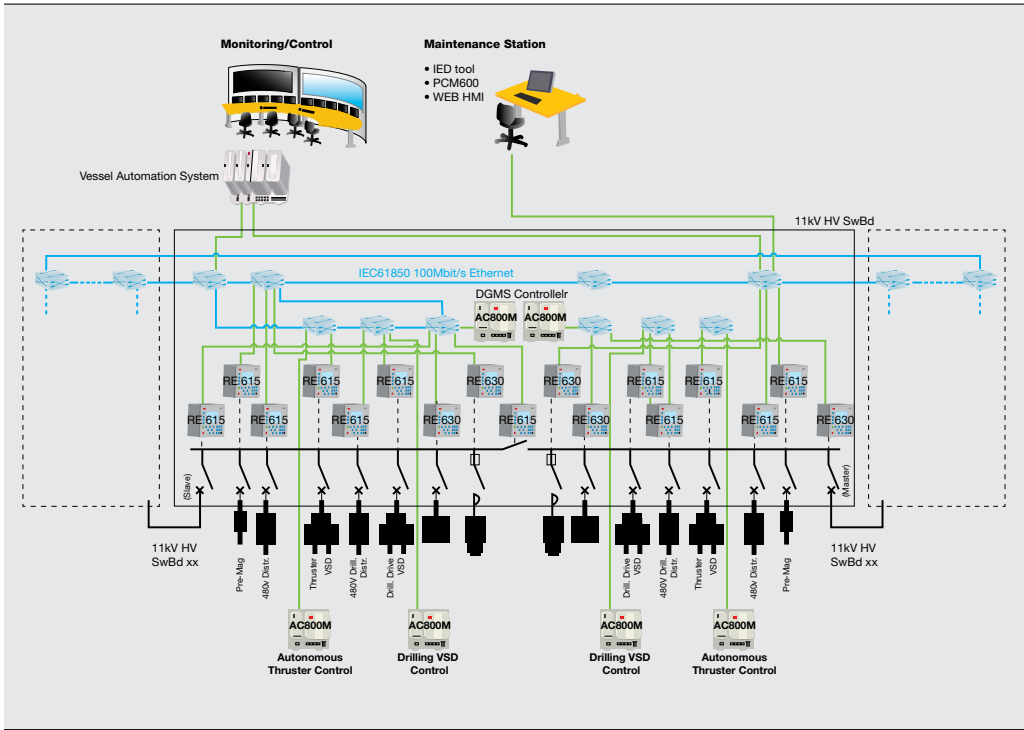 Monitoring/Control
Maintenance Station
• IED tool
• PCM600
• WEB HMI
Vessel Automation System
11kV HV SwBd
IEC61850 100Mbit/s Ethernet
DGMS Controllelr
AC800M
AC800M
RE 615
RE 615
RE 615
RE 630
RE 630
RE 615
RE 615
RE 615
RE 615
RE 615
RE 615
RE 630
RE 615
RE 630
RE 615
RE 615
RE 630
(Slave)
(Master)
11kV HV
SwBd xx
Pre-Mag
480v Distr.
Thruster
VSD
480V Drill.
Distr.
Drill. Drive
VSD
Drill. Drive
VSD
480V Drill.
Distr.
Thruster
VSD
480v Distr.
Pre-Mag
11kV HV
SwBd xx
AC800M
AC800M
AC800M
AC800M
Autonomous
Thruster Control
Drilling VSD
Control
Drilling VSD
Control
Autonomous
Thruster Control